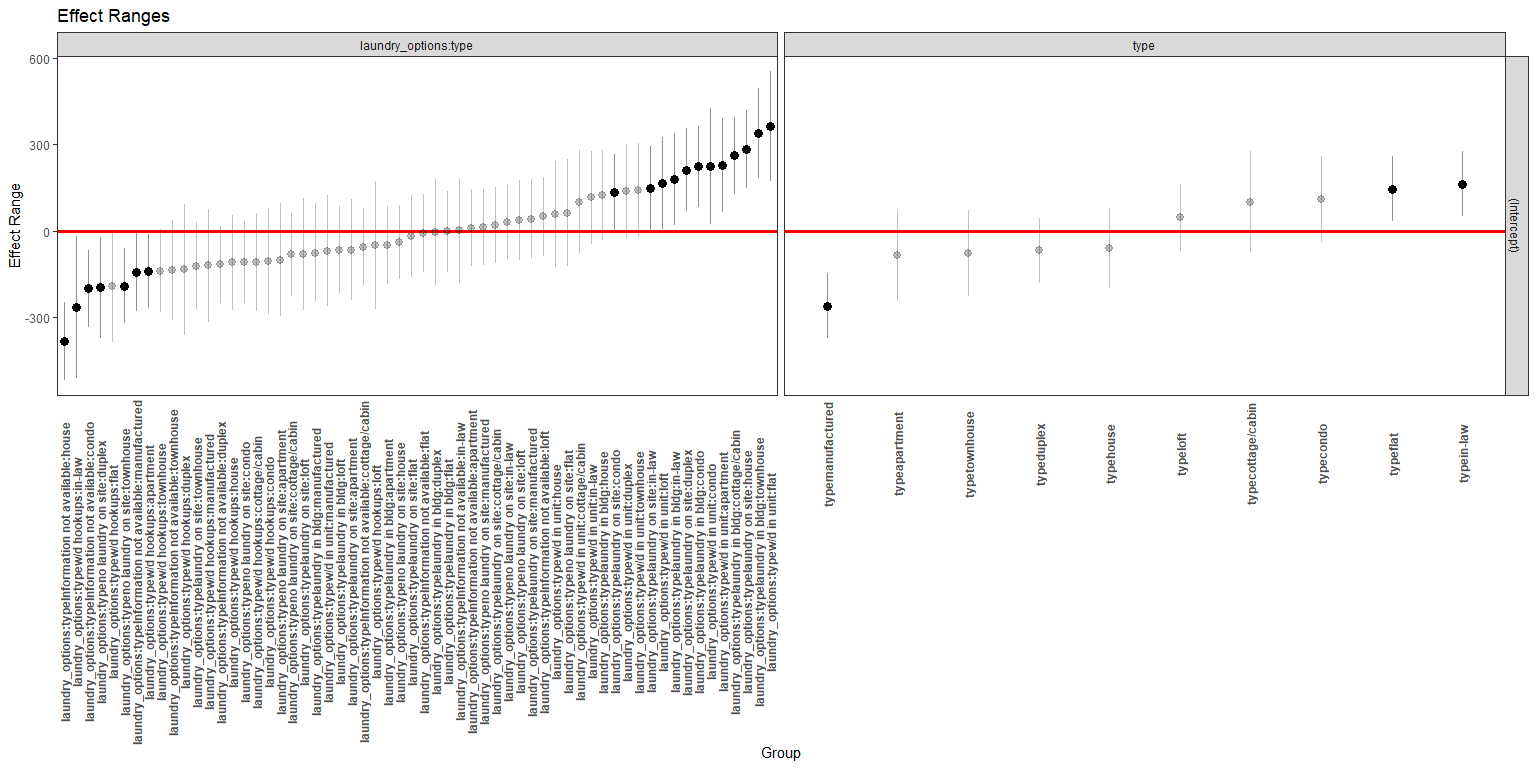 Effect Ranges
laundry_options:type
type
600
300
0
-300
Effect Range
(Intercept)
laundry_options:typeInformation not available:house
laundry_options:typew/d hookups:in-law
laundry_options:typeInformation not available:condo
laundry_options:typeno laundry on site:duplex
laundry_options:typew/d hookups:flat
laundry_options:typeno laundry on site:townhouse
laundry_options:typeInformation not available:manufactured
laundry_options:typew/d hookups:apartment
laundry_options:typew/d hookups:townhouse
laundry_options:typeInformation not available:townhouse
laundry_options:typew/d hookups:duplex
laundry_options:typelaundry on site:townhouse
laundry_options:typew/d hookups:manufactured
laundry_options:typeInformation not available:duplex
laundry_options:typew/d hookups:house
laundry_options:typeno laundry on site:condo
laundry_options:typew/d hookups:cottage/cabin
laundry_options:typew/d hookups:condo
laundry_options:typeno laundry on site:apartment
laundry_options:typeno laundry on site:cottage/cabin
laundry_options:typelaundry on site:loft
laundry_options:typelaundry in bldg:manufactured
laundry_options:typew/d in unit:manufactured
laundry_options:typelaundry in bldg:loft
laundry_options:typelaundry on site:apartment
laundry_options:typeInformation not available:cottage/cabin
laundry_options:typew/d hookups:loft
laundry_options:typelaundry in bldg:apartment
laundry_options:typeno laundry on site:house
laundry_options:typelaundry on site:flat
laundry_options:typeInformation not available:flat
laundry_options:typelaundry in bldg:duplex
laundry_options:typelaundry in bldg:flat
laundry_options:typeInformation not available:in-law
laundry_options:typeInformation not available:apartment
laundry_options:typeno laundry on site:manufactured
laundry_options:typelaundry on site:cottage/cabin
laundry_options:typeno laundry on site:in-law
laundry_options:typeno laundry on site:loft
laundry_options:typelaundry on site:manufactured
laundry_options:typeInformation not available:loft
laundry_options:typew/d in unit:house
laundry_options:typeno laundry on site:flat
laundry_options:typew/d in unit:cottage/cabin
laundry_options:typew/d in unit:in-law
laundry_options:typelaundry in bldg:house
laundry_options:typelaundry on site:condo
laundry_options:typew/d in unit:duplex
laundry_options:typew/d in unit:townhouse
laundry_options:typelaundry on site:in-law
laundry_options:typew/d in unit:loft
laundry_options:typelaundry in bldg:in-law
laundry_options:typelaundry on site:duplex
laundry_options:typelaundry in bldg:condo
laundry_options:typew/d in unit:condo
laundry_options:typew/d in unit:apartment
laundry_options:typelaundry in bldg:cottage/cabin
laundry_options:typelaundry on site:house
laundry_options:typelaundry in bldg:townhouse
laundry_options:typew/d in unit:flat
typemanufactured
typeapartment
typetownhouse
typeduplex
typehouse
typeloft
typecottage/cabin
typecondo
typeflat
typein-law
Group